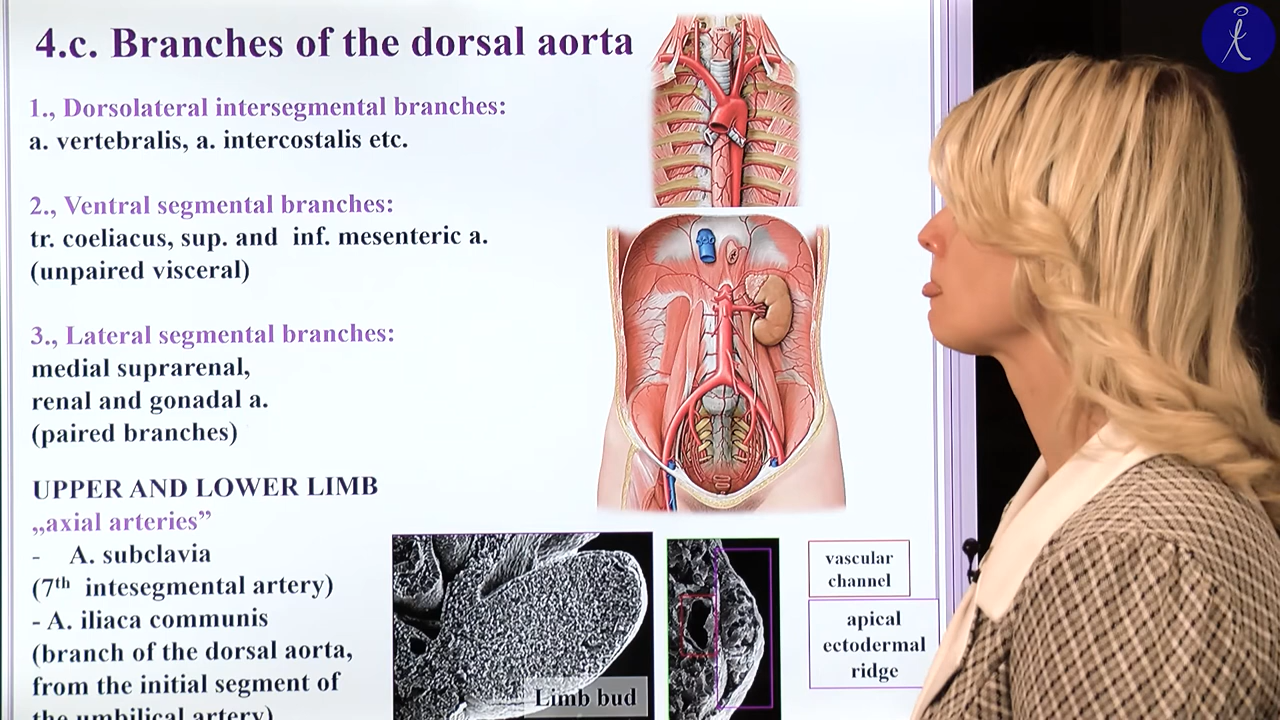 4.c. Branches of the dorsal aorta
1., Dorsolateral intersegmental branches:
a. vertebralis, a. intercostalis etc.
2., Ventral segmental branches:
tr. coeliacus, sup. and inf. mesenteric a.
(unpaired visceral)
3., Lateral segmental branches:
medial suprarenal,
renal and gonadal a.
(paired branches)
UPPER AND LOWER LIMB
„axial arteries”
- A. subclavia
(7th intesegmental artery)
- A. iliaca communis
(branch of the dorsal aorta,
from the initial segment of
the umbilical artery)
Limb bud
vascular
channel
apical
ectodermal
ridge